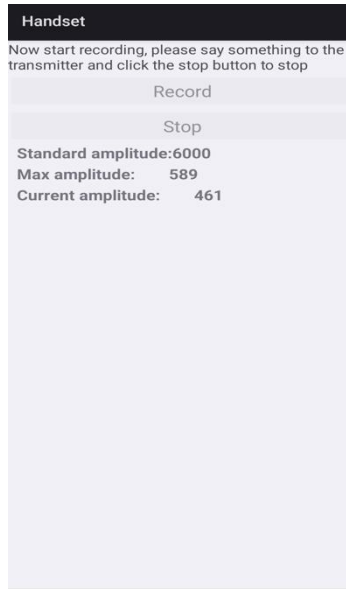 Handset
Now start recording, please say something to the
transmitter and click the stop button to stop
Record
Stop
Standard amplitude:6000
Max amplitude: 589
Current amplitude: 461